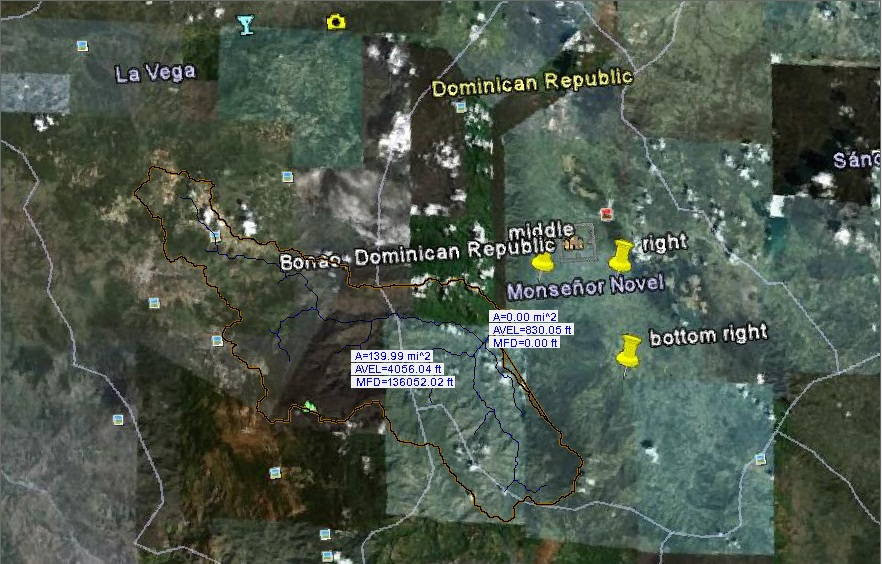 La Vega
Dominican Republic
Sánc
middle
right
Bonao, Dominican Republic
Monseñor Novel
A=0.00 mi^2
AVEL=830.05 ft
MFD=0.00 ft
bottom right
A=139.99 mi^2
AVEL=4056.04 ft
MFD=136052.02 ft